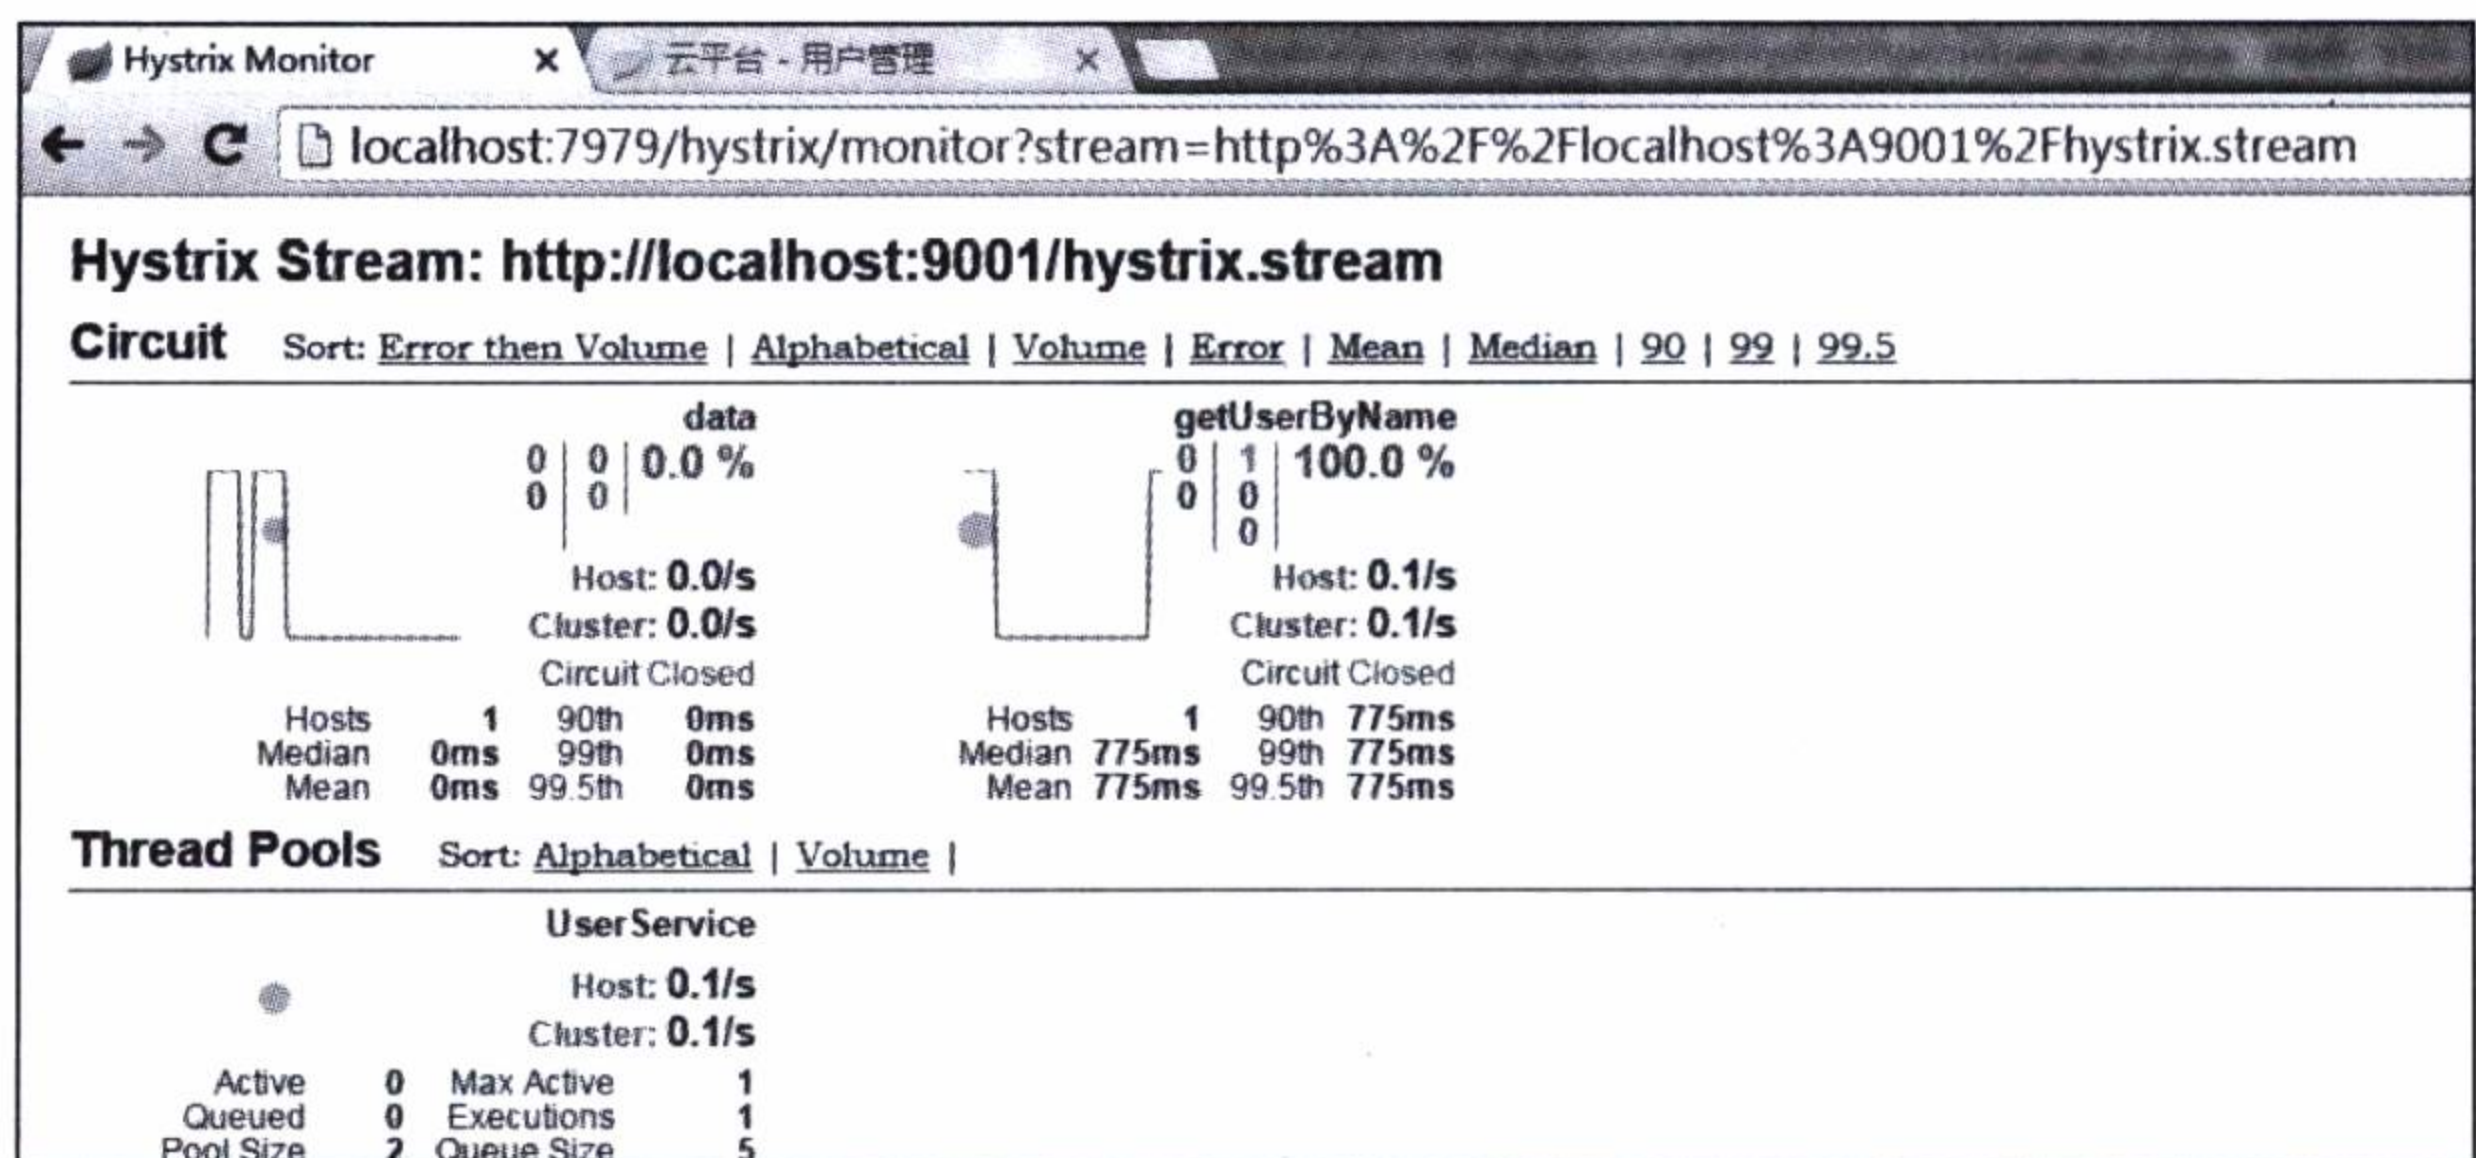 Hystrix Monitor × 云平台 - 用户管理 ×
localhost:7979/hystrix/monitor?stream=http%3A%2F%2Flocalhost%3A9001%2Fhystrix.stream
Hystrix Stream: http://localhost:9001/hystrix.stream
Circuit Sort: Error then Volume | Alphabetical | Volume | Error | Mean | Median | 90 | 99 | 99.5
data
0 | 0 | 0.0 %
0 | 0
Host: 0.0/s
Cluster: 0.0/s
Circuit Closed
Hosts 1 90th 0ms
Median 0ms 99th 0ms
Mean 0ms 99.5th 0ms
getUserByName
0 | 1 | 100.0 %
0 | 0
0
Host: 0.1/s
Cluster: 0.1/s
Circuit Closed
Hosts 1 90th 775ms
Median 775ms 99th 775ms
Mean 775ms 99.5th 775ms
Thread Pools Sort: Alphabetical | Volume |
UserService
Host: 0.1/s
Cluster: 0.1/s
Active 0 Max Active 1
Queued 0 Executions 1
Pool Size 2 Queue Size 5